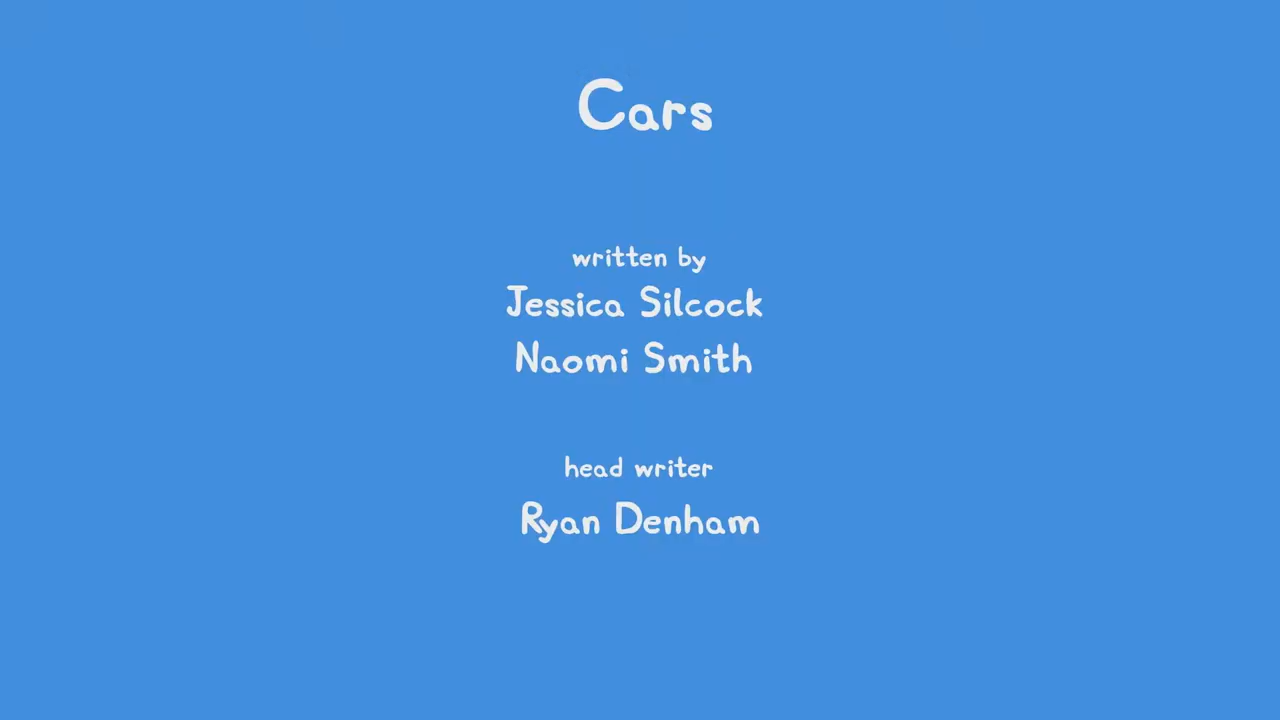 Cars
written by
Jessica Silcock
Naomi Smith
head writer
Ryan Denham